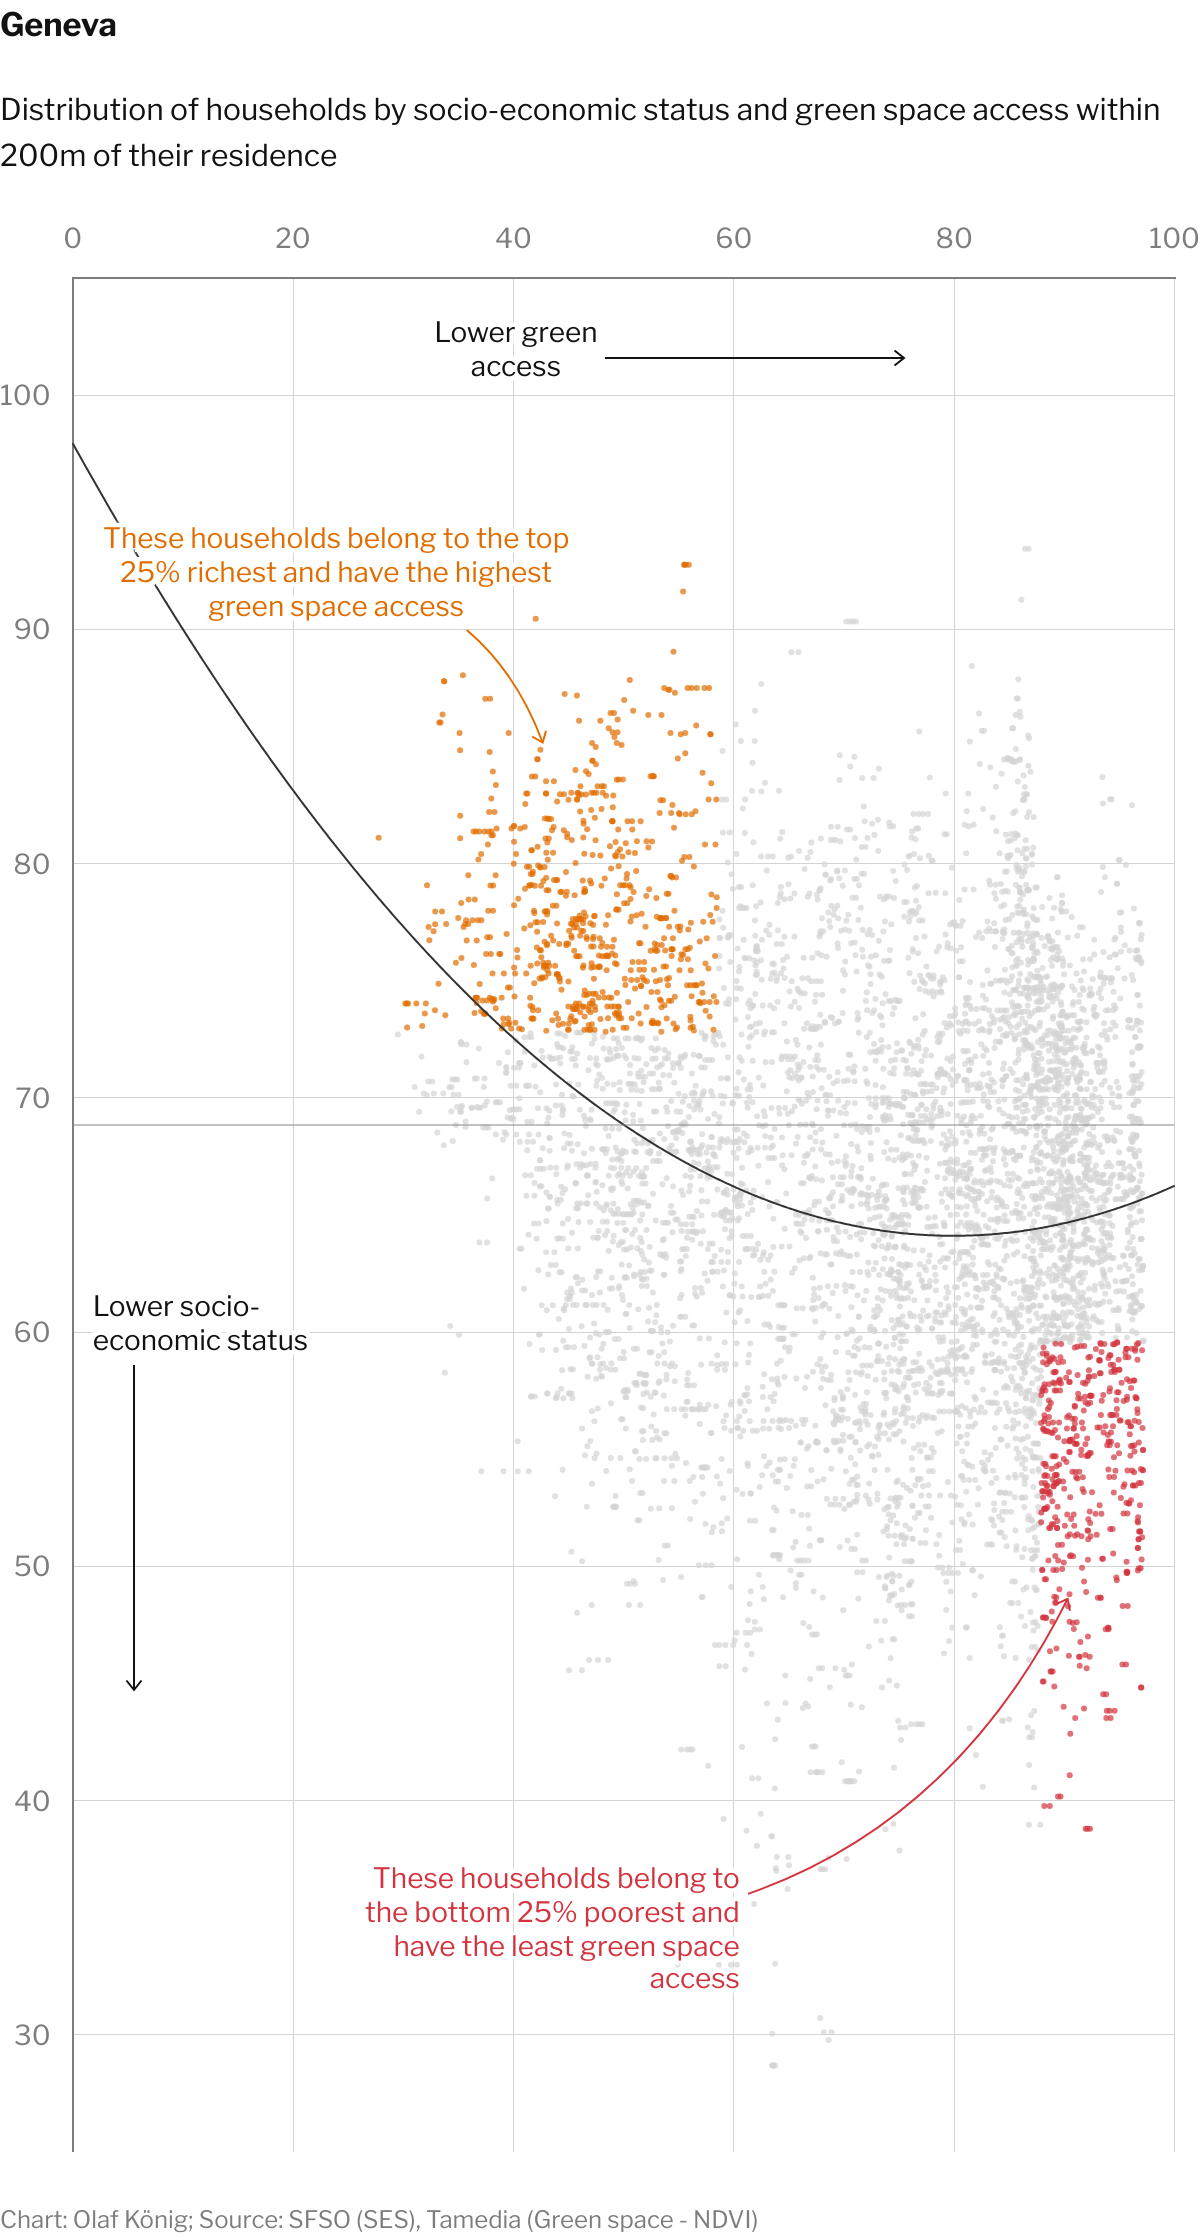 Geneva
Distribution of households by socio-economic status and green space access within
200m of their residence
0 20 40 60 80 100
Lower green
access
100
These households belong to the top
25% richest and have the highest
green space access
90
80
70
Lower socio-
economic status
60
50
40
These households belong to
the bottom 25% poorest and
have the least green space
access
30
Chart: Olaf König; Source: SFSO (SES), Tamedia (Green space - NDVI)